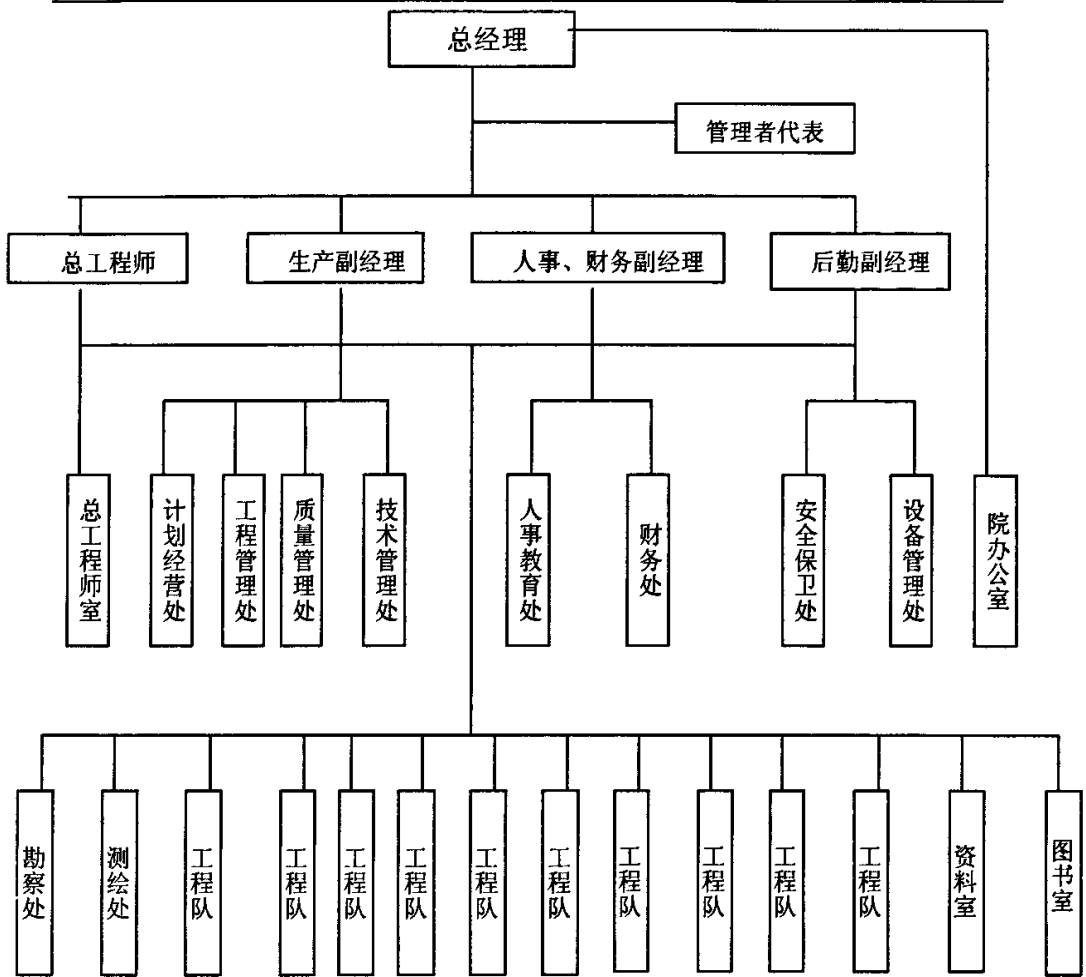 总经理
管理者代表
总工程师
生产副经理
人事、财务副经理
后勤副经理
总工程师室
计划经营处
工程管理处
质量管理处
技术管理处
人事教育处
财务处
安全保卫处
设备管理处
院办公室
勘察处
测绘处
工程队
工程队
工程队
工程队
工程队
工程队
工程队
工程队
工程队
工程队
资料室
图书室